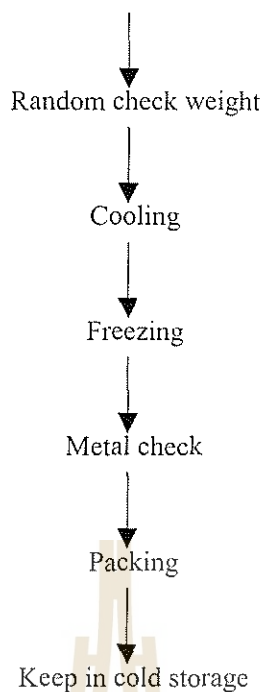 Random check weight
Cooling
Freezing
Metal check
Packing
Keep in cold storage